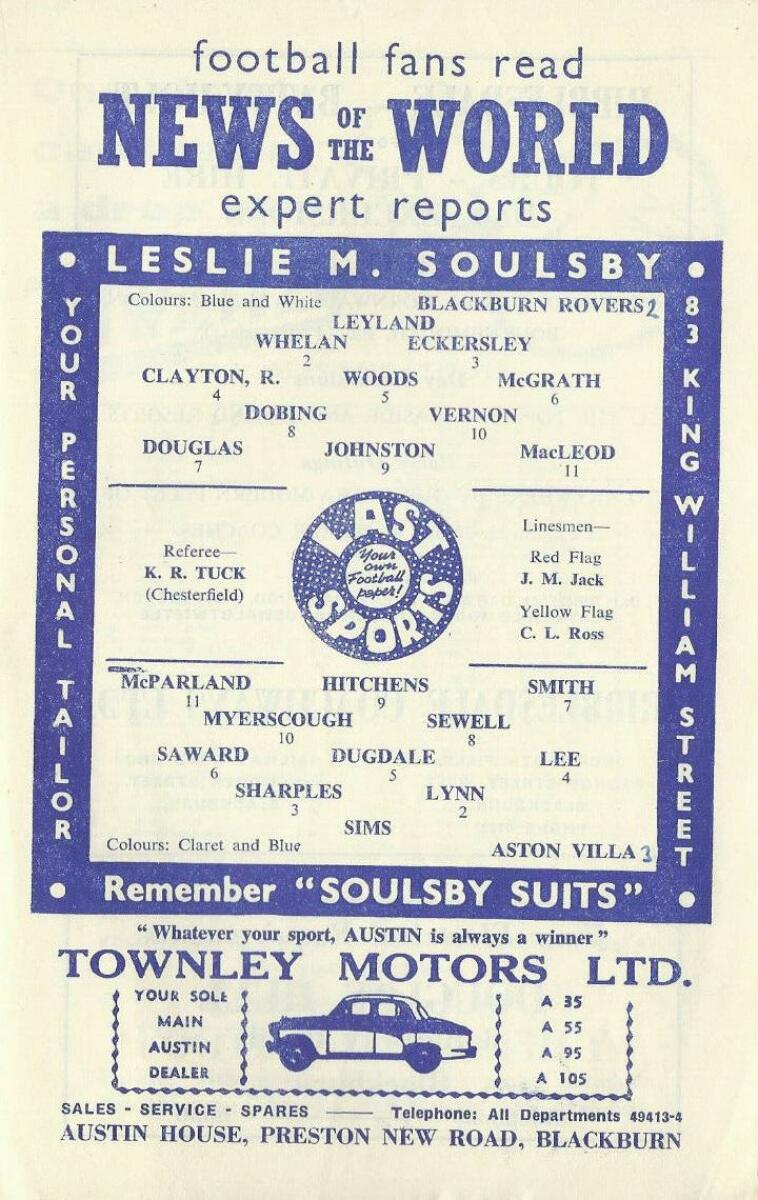 football fans read
NEWS OF THE WORLD
expert reports
• LESLIE M. SOULSBY •
YOUR PERSONAL TAILOR
83 KING WILLIAM STREET
Colours: Blue and White BLACKBURN ROVERS 2
LEYLAND
WHELAN ECKERSLEY
2 3
CLAYTON, R. WOODS McGRATH
4 5 6
DOBING VERNON
8 10
DOUGLAS JOHNSTON MacLEOD
7 9 11
Referee—
K. R. TUCK
(Chesterfield)
LAST SPORTS
Your own Football paper!
Linesmen—
Red Flag
J. M. Jack
Yellow Flag
C. L. Ross
McPARLAND HITCHENS SMITH
11 9 7
MYERSCOUGH SEWELL
10 8
SAWARD DUGDALE LEE
6 5 4
SHARPLES LYNN
3 2
SIMS
Colours: Claret and Blue ASTON VILLA 3
• Remember "SOULSBY SUITS" •
"Whatever your sport, AUSTIN is always a winner"
TOWNLEY MOTORS LTD.
YOUR SOLE
MAIN
AUSTIN
DEALER
A 35
A 55
A 95
A 105
SALES - SERVICE - SPARES —— Telephone: All Departments 49413-4
AUSTIN HOUSE, PRESTON NEW ROAD, BLACKBURN